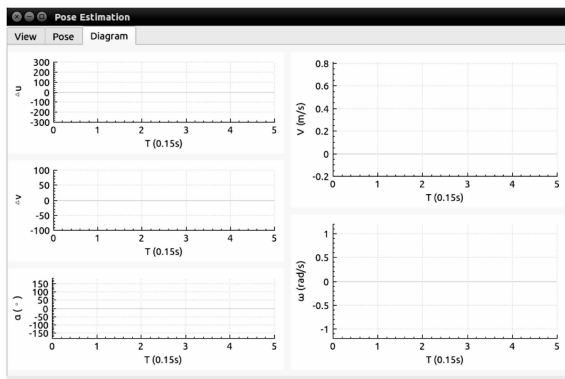 Pose Estimation
View Pose Diagram
△u
300
200
100
0
-100
-200
-300
0 1 2 3 4 5
T (0.15s)
△v
100
50
0
-50
-100
0 1 2 3 4 5
T (0.15s)
α ( ° )
150
100
50
0
-50
-100
-150
0 1 2 3 4 5
T (0.15s)
V (m/s)
0.8
0.6
0.4
0.2
0
-0.2
0 1 2 3 4 5
T (0.15s)
ω (rad/s)
1
0.5
0
-0.5
-1
0 1 2 3 4 5
T (0.15s)